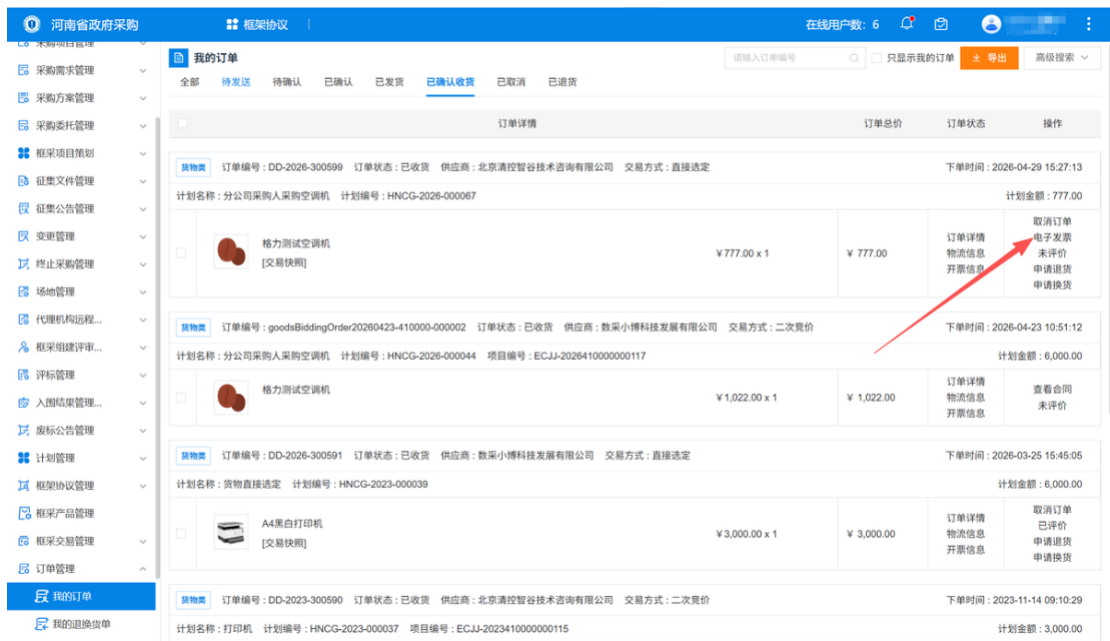 河南省政府采购
框架协议
在线用户数: 6
采购需求管理
采购方案管理
采购委托管理
框采项目策划
征集文件管理
征集公告管理
变更管理
终止采购管理
场地管理
代理机构远程...
框采组建评审...
评标管理
入围结果管理...
废标公告管理
计划管理
框架协议管理
框采产品管理
框采交易管理
订单管理
我的订单
我的退换货单
我的订单
请输入订单编号
只显示我的订单
导出
高级搜索
全部 待发送 待确认 已确认 已发货 已确认收货 已取消 已退货
订单详情 订单总价 订单状态 操作
货物类 订单编号 : DD-2026-300599 订单状态 : 已收货 供应商 : 北京清控智谷技术咨询有限公司 交易方式 : 直接选定 下单时间 : 2026-04-29 15:27:13
计划名称 : 分公司采购人采购空调机 计划编号 : HNCG-2026-000067 计划金额 : 777.00
格力测试空调机
[交易快照]
¥777.00 x 1
¥ 777.00
订单详情
物流信息
开票信息
取消订单
电子发票
未评价
申请退货
申请换货
货物类 订单编号 : goodsBiddingOrder20260423-410000-000002 订单状态 : 已收货 供应商 : 数采小博科技发展有限公司 交易方式 : 二次竞价 下单时间 : 2026-04-23 10:51:12
计划名称 : 分公司采购人采购空调机 计划编号 : HNCG-2026-000044 项目编号 : ECJJ-2026410000000117 计划金额 : 6,000.00
格力测试空调机
¥1,022.00 x 1
¥ 1,022.00
订单详情
物流信息
开票信息
查看合同
未评价
货物类 订单编号 : DD-2026-300591 订单状态 : 已收货 供应商 : 数采小博科技发展有限公司 交易方式 : 直接选定 下单时间 : 2026-03-25 15:45:05
计划名称 : 货物直接选定 计划编号 : HNCG-2023-000039 计划金额 : 6,000.00
A4黑白打印机
[交易快照]
¥3,000.00 x 1
¥ 3,000.00
订单详情
物流信息
开票信息
取消订单
已评价
申请退货
申请换货
货物类 订单编号 : DD-2023-300590 订单状态 : 已收货 供应商 : 北京清控智谷技术咨询有限公司 交易方式 : 二次竞价 下单时间 : 2023-11-14 09:10:29
计划名称 : 打印机 计划编号 : HNCG-2023-000037 项目编号 : ECJJ-2023410000000115 计划金额 : 3,000.00